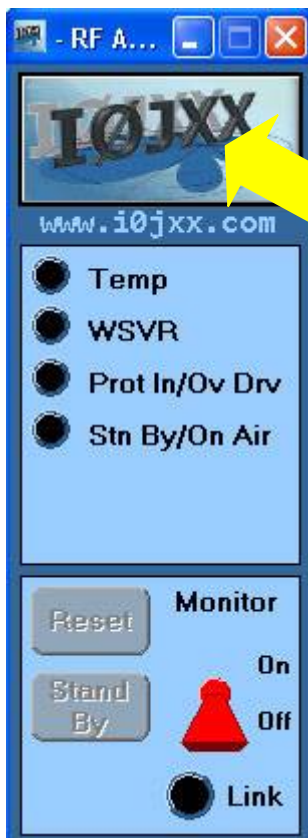 - RF A...
IØJXX
www.i0jxx.com
Temp
WSVR
Prot In/Ov Drv
Stn By/On Air
Reset
Monitor
On
Stand
By
Off
Link